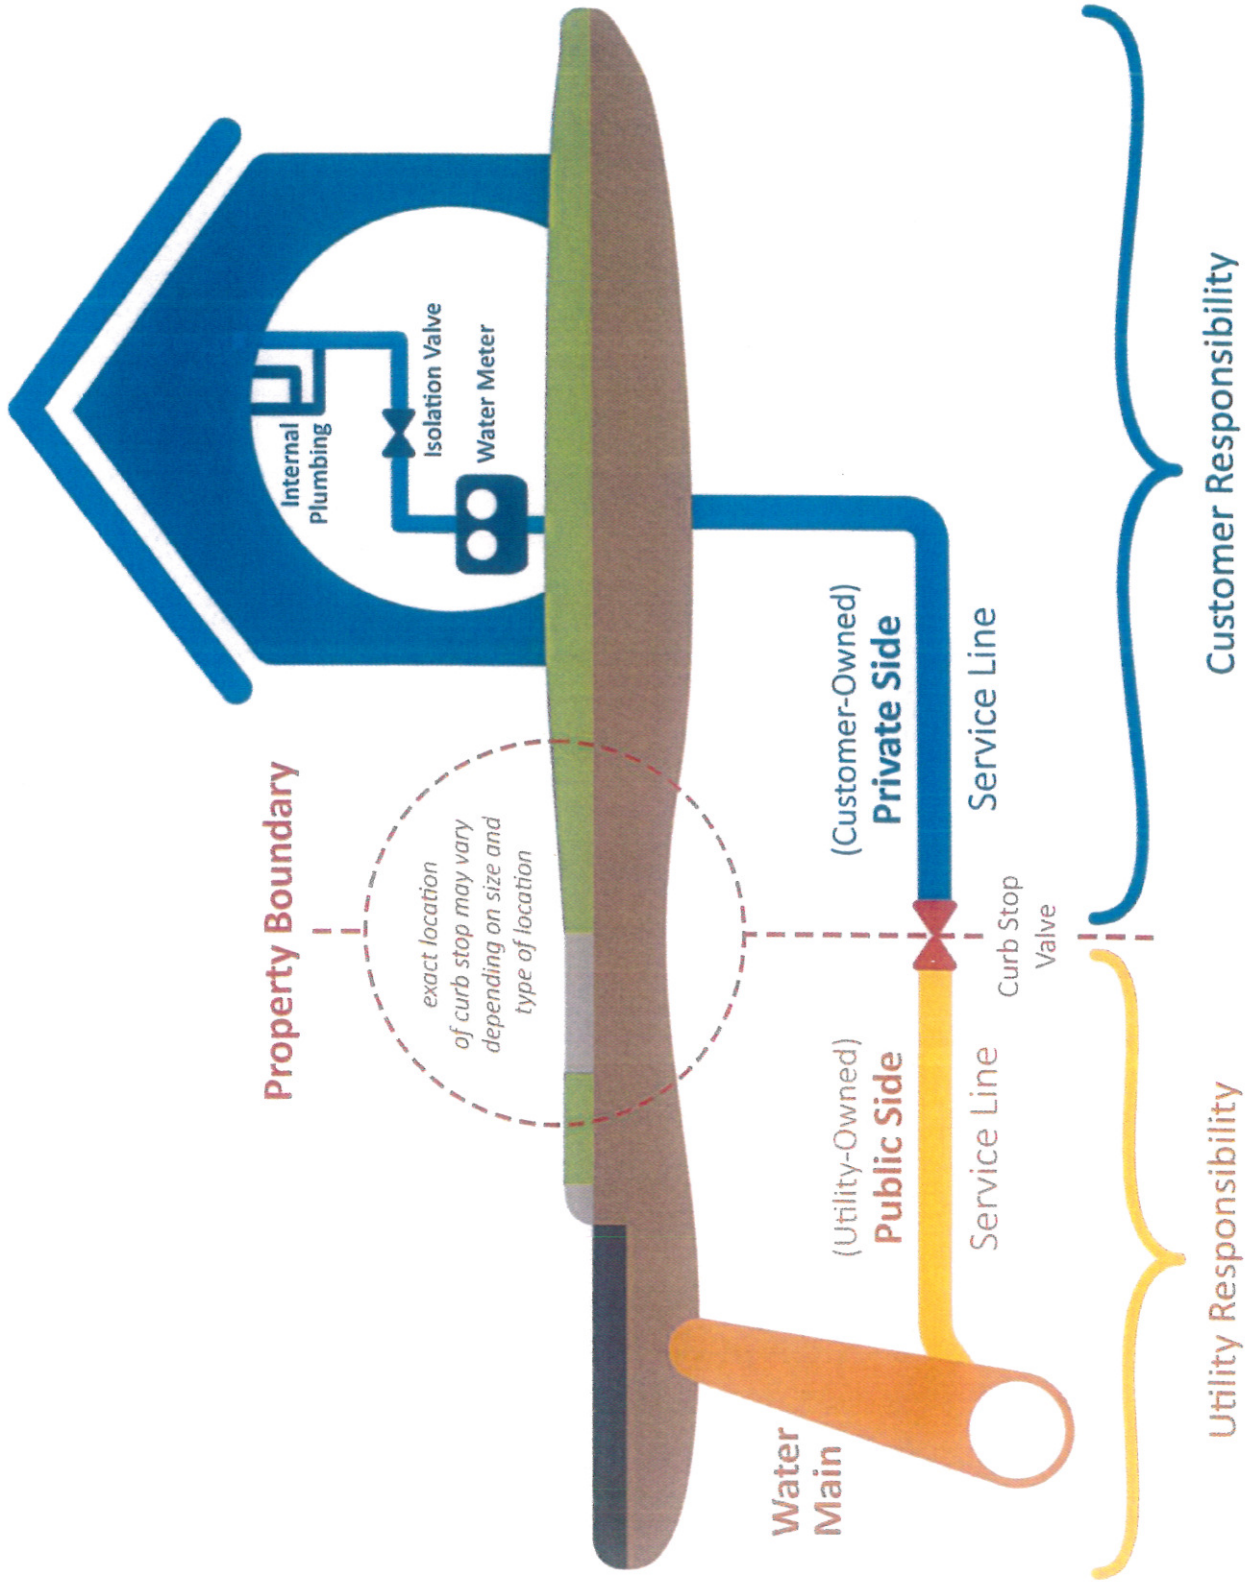 Property Boundary
exact location
of curb stop may vary
depending on size and
type of location
Internal
Plumbing
Isolation Valve
Water Meter
Water
Main
(Utility-Owned)
Public Side
Service Line
Curb Stop
Valve
(Customer-Owned)
Private Side
Service Line
Utility Responsibility
Customer Responsibility